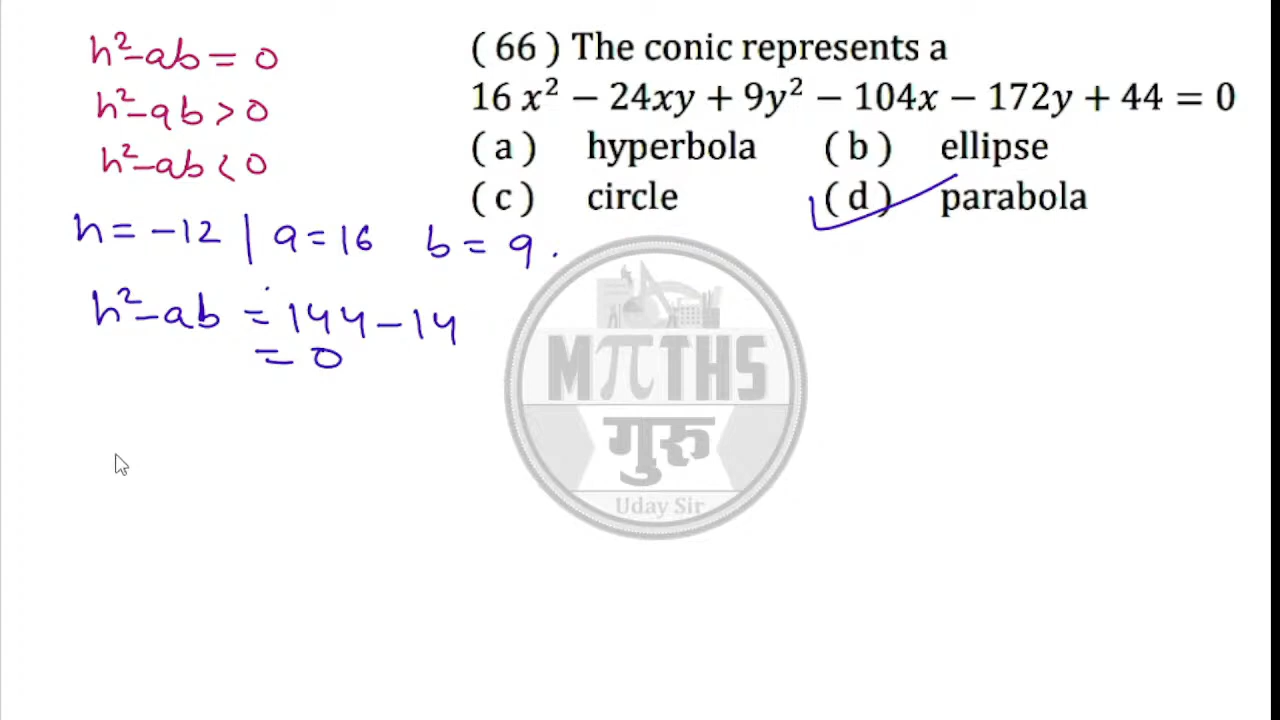 h² - ab = 0
h² - ab > 0
h² - ab < 0
( 66 ) The conic represents a
16 x² − 24xy + 9y² − 104x − 172y + 44 = 0
( a ) hyperbola ( b ) ellipse
( c ) circle ( d ) parabola
h = -12 | a = 16 b = 9 .
h² - ab = 144 - 14
= 0
MπTHS
गुरु
Uday Sir